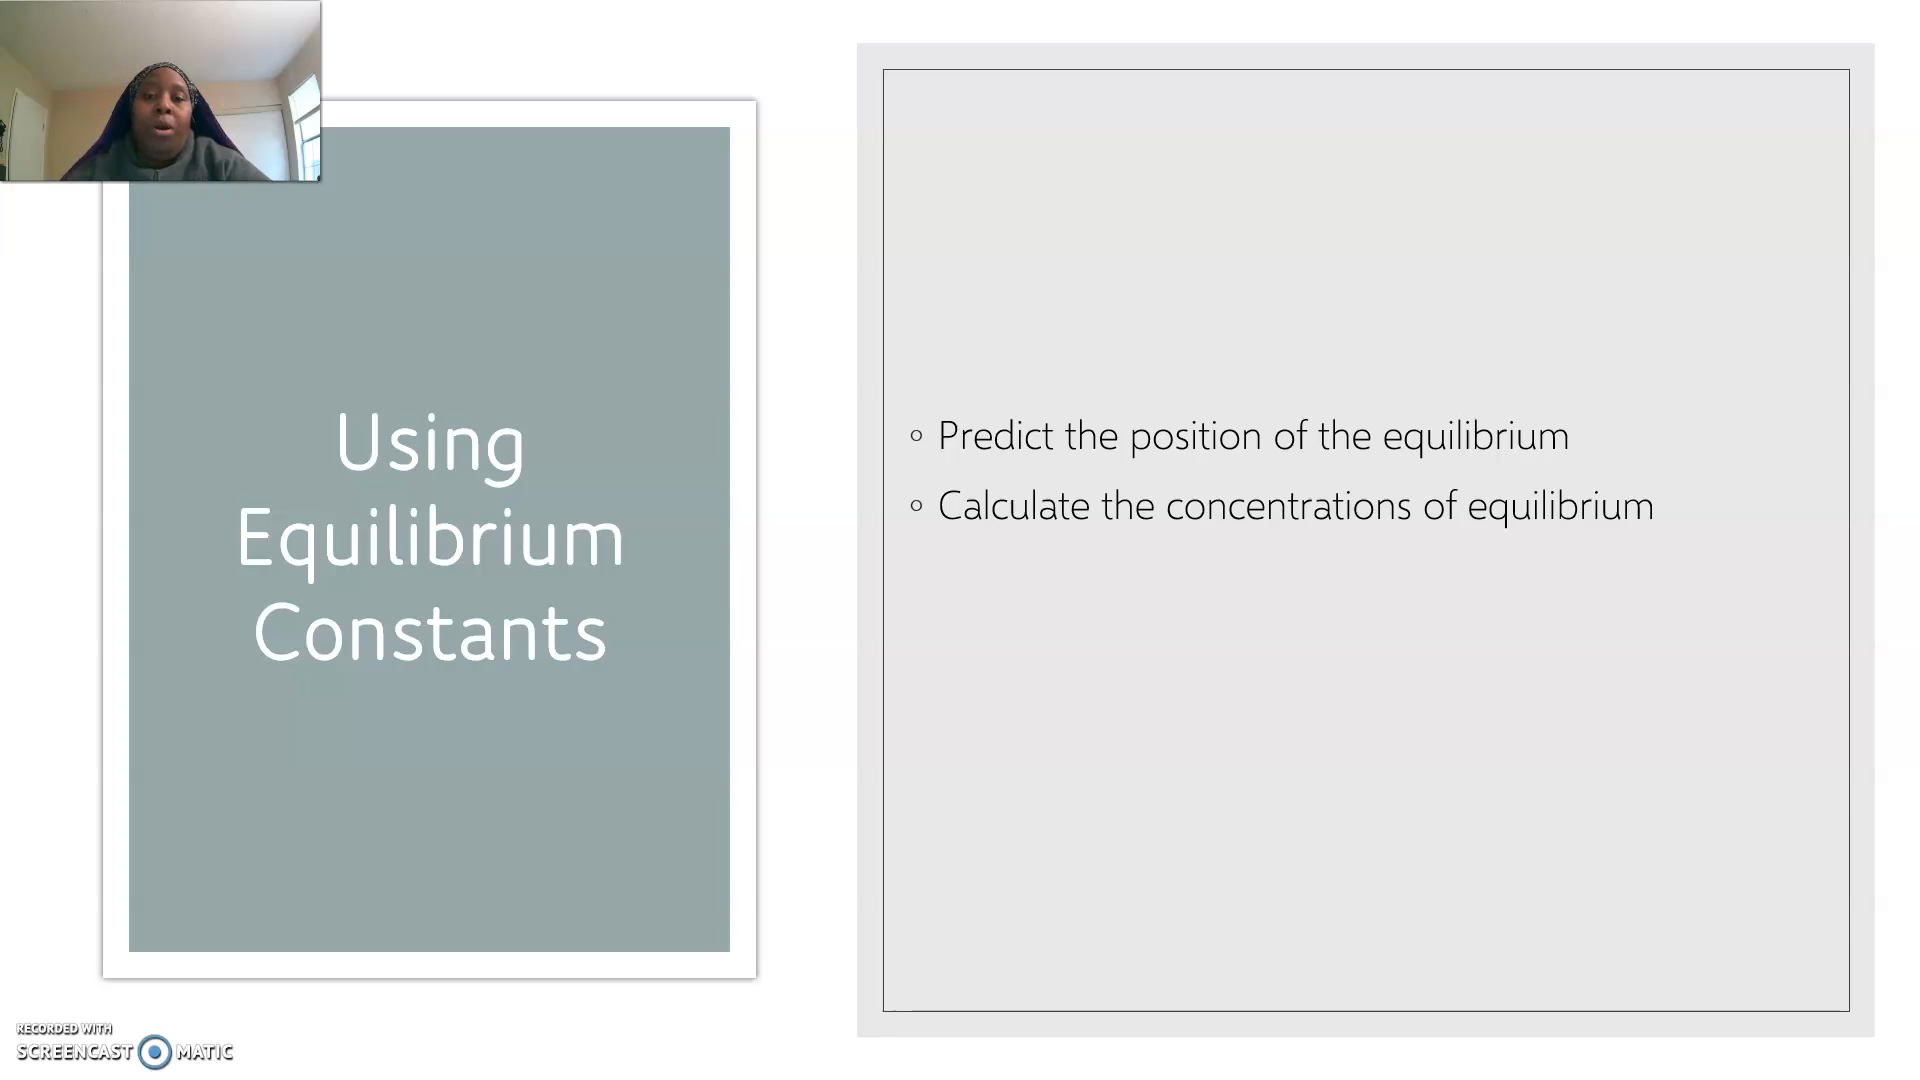 Using
Equilibrium
Constants
◦ Predict the position of the equilibrium
◦ Calculate the concentrations of equilibrium
RECORDED WITH
SCREENCAST MATIC